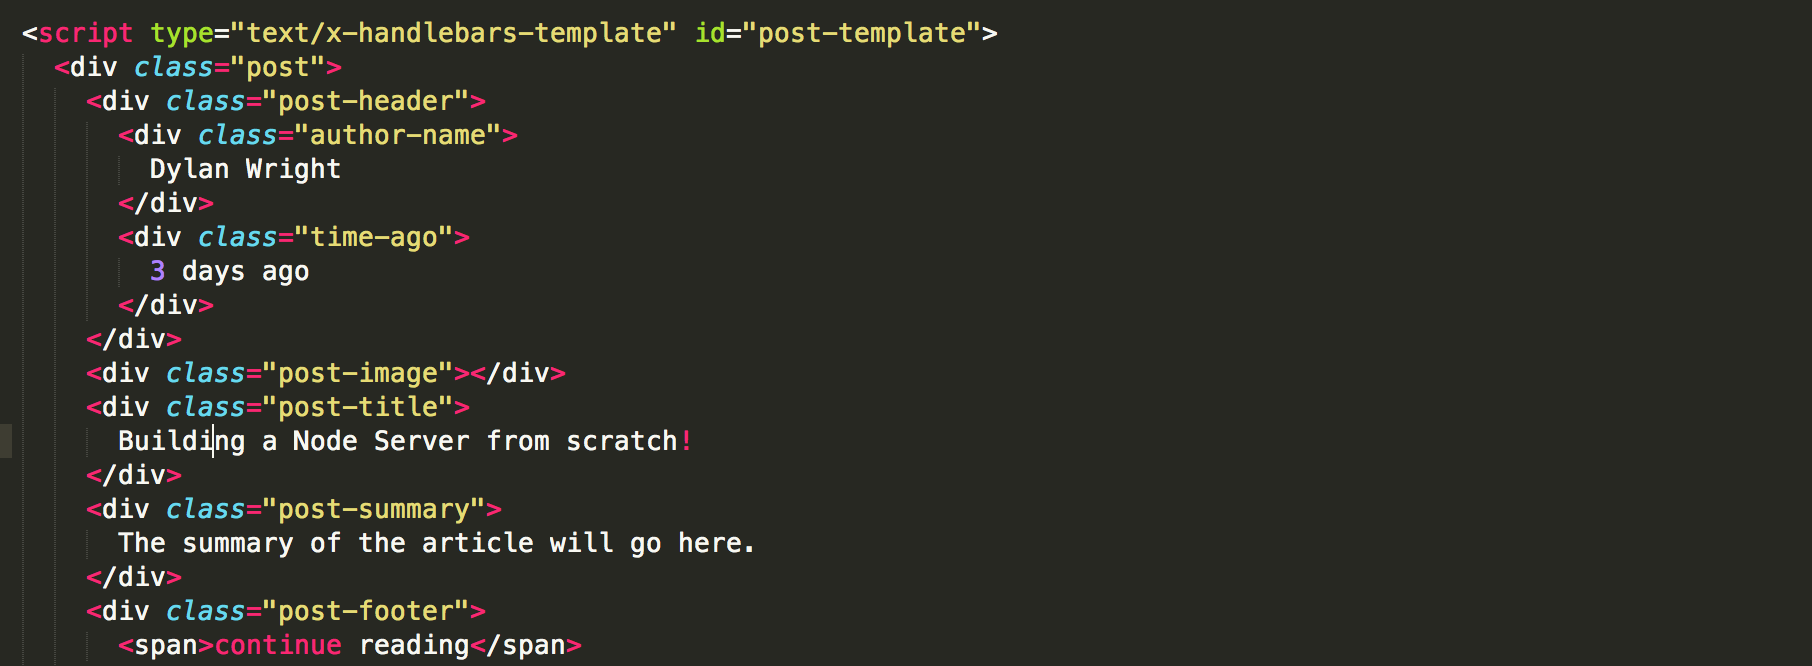 <script type="text/x-handlebars-template" id="post-template">
  <div class="post">
    <div class="post-header">
      <div class="author-name">
        Dylan Wright
      </div>
      <div class="time-ago">
        3 days ago
      </div>
    </div>
    <div class="post-image"></div>
    <div class="post-title">
      Building a Node Server from scratch!
    </div>
    <div class="post-summary">
      The summary of the article will go here.
    </div>
    <div class="post-footer">
      <span>continue reading</span>